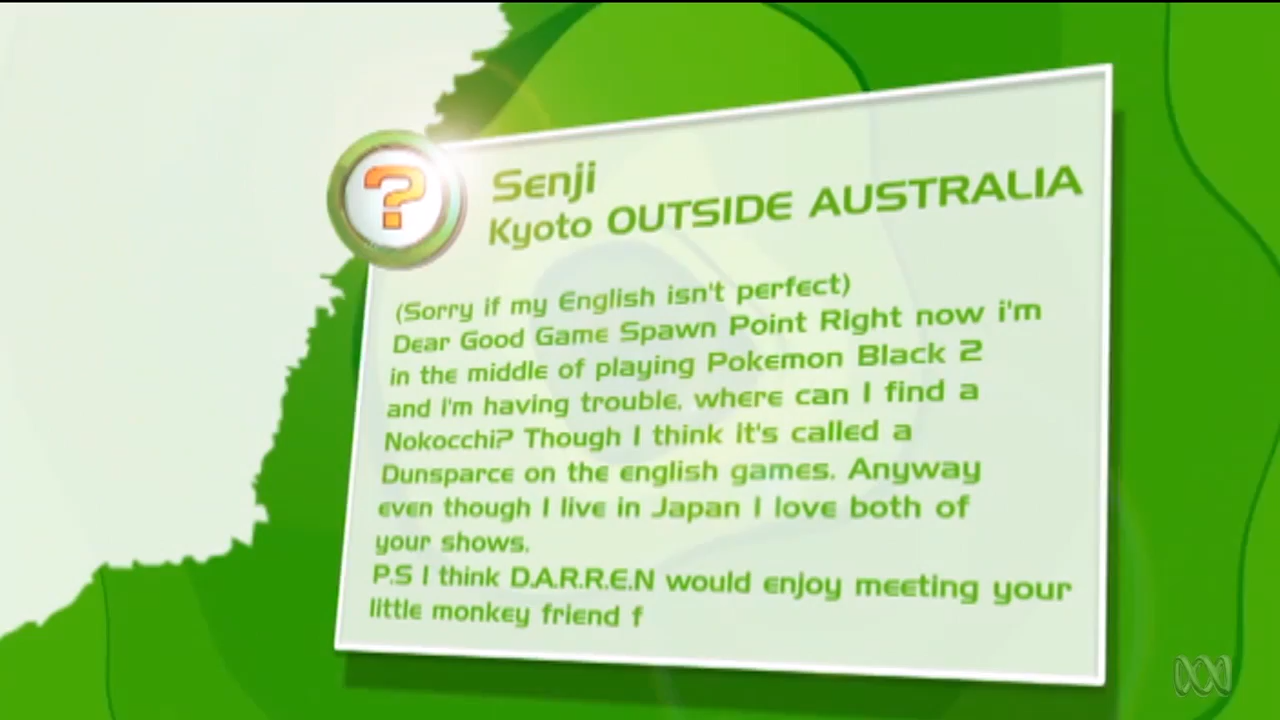 ?
Senji
Kyoto OUTSIDE AUSTRALIA
(Sorry if my English isn't perfect)
Dear Good Game Spawn Point Right now i'm
in the middle of playing Pokemon Black 2
and I'm having trouble, where can I find a
Nokocchi? Though I think it's called a
Dunsparce on the english games. Anyway
even though I live in Japan I love both of
your shows.
P.S I think D.A.R.R.E.N would enjoy meeting your
little monkey friend f